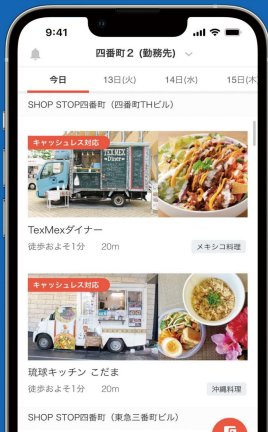 9:41
四番町2 (勤務先)
今日 13日(火) 14日(水) 15日(木
SHOP STOP四番町（四番町THビル）
キャッシュレス対応
TEXMEX
Diner
TexMexダイナー
徒歩およそ1分 20m
メキシコ料理
キャッシュレス対応
琉球キッチン こだま
徒歩およそ1分 20m
沖縄料理
SHOP STOP四番町（東急三番町ビル）